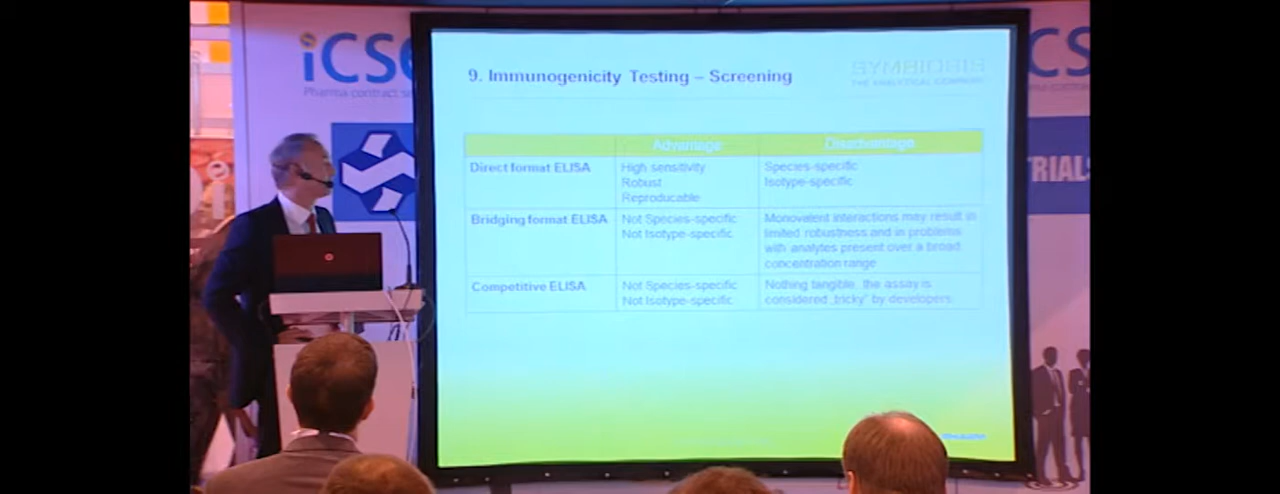 iCS
Pharma contract se
9. Immunogenicity Testing – Screening
SYMBIOSIS
THE ANALYTICAL COMPANY
Advantage Disadvantage
Direct format ELISA High sensitivity Species-specific
Robust Isotype-specific
Reproducable
Bridging format ELISA Not Species-specific Monovalent interactions may result in
Not Isotype-specific limited robustness and in problems
with analytes present over a broad
concentration range
Competitive ELISA Not Species-specific Nothing tangible, the assay is
Not Isotype-specific considered „tricky" by developers
CS
TRIALS